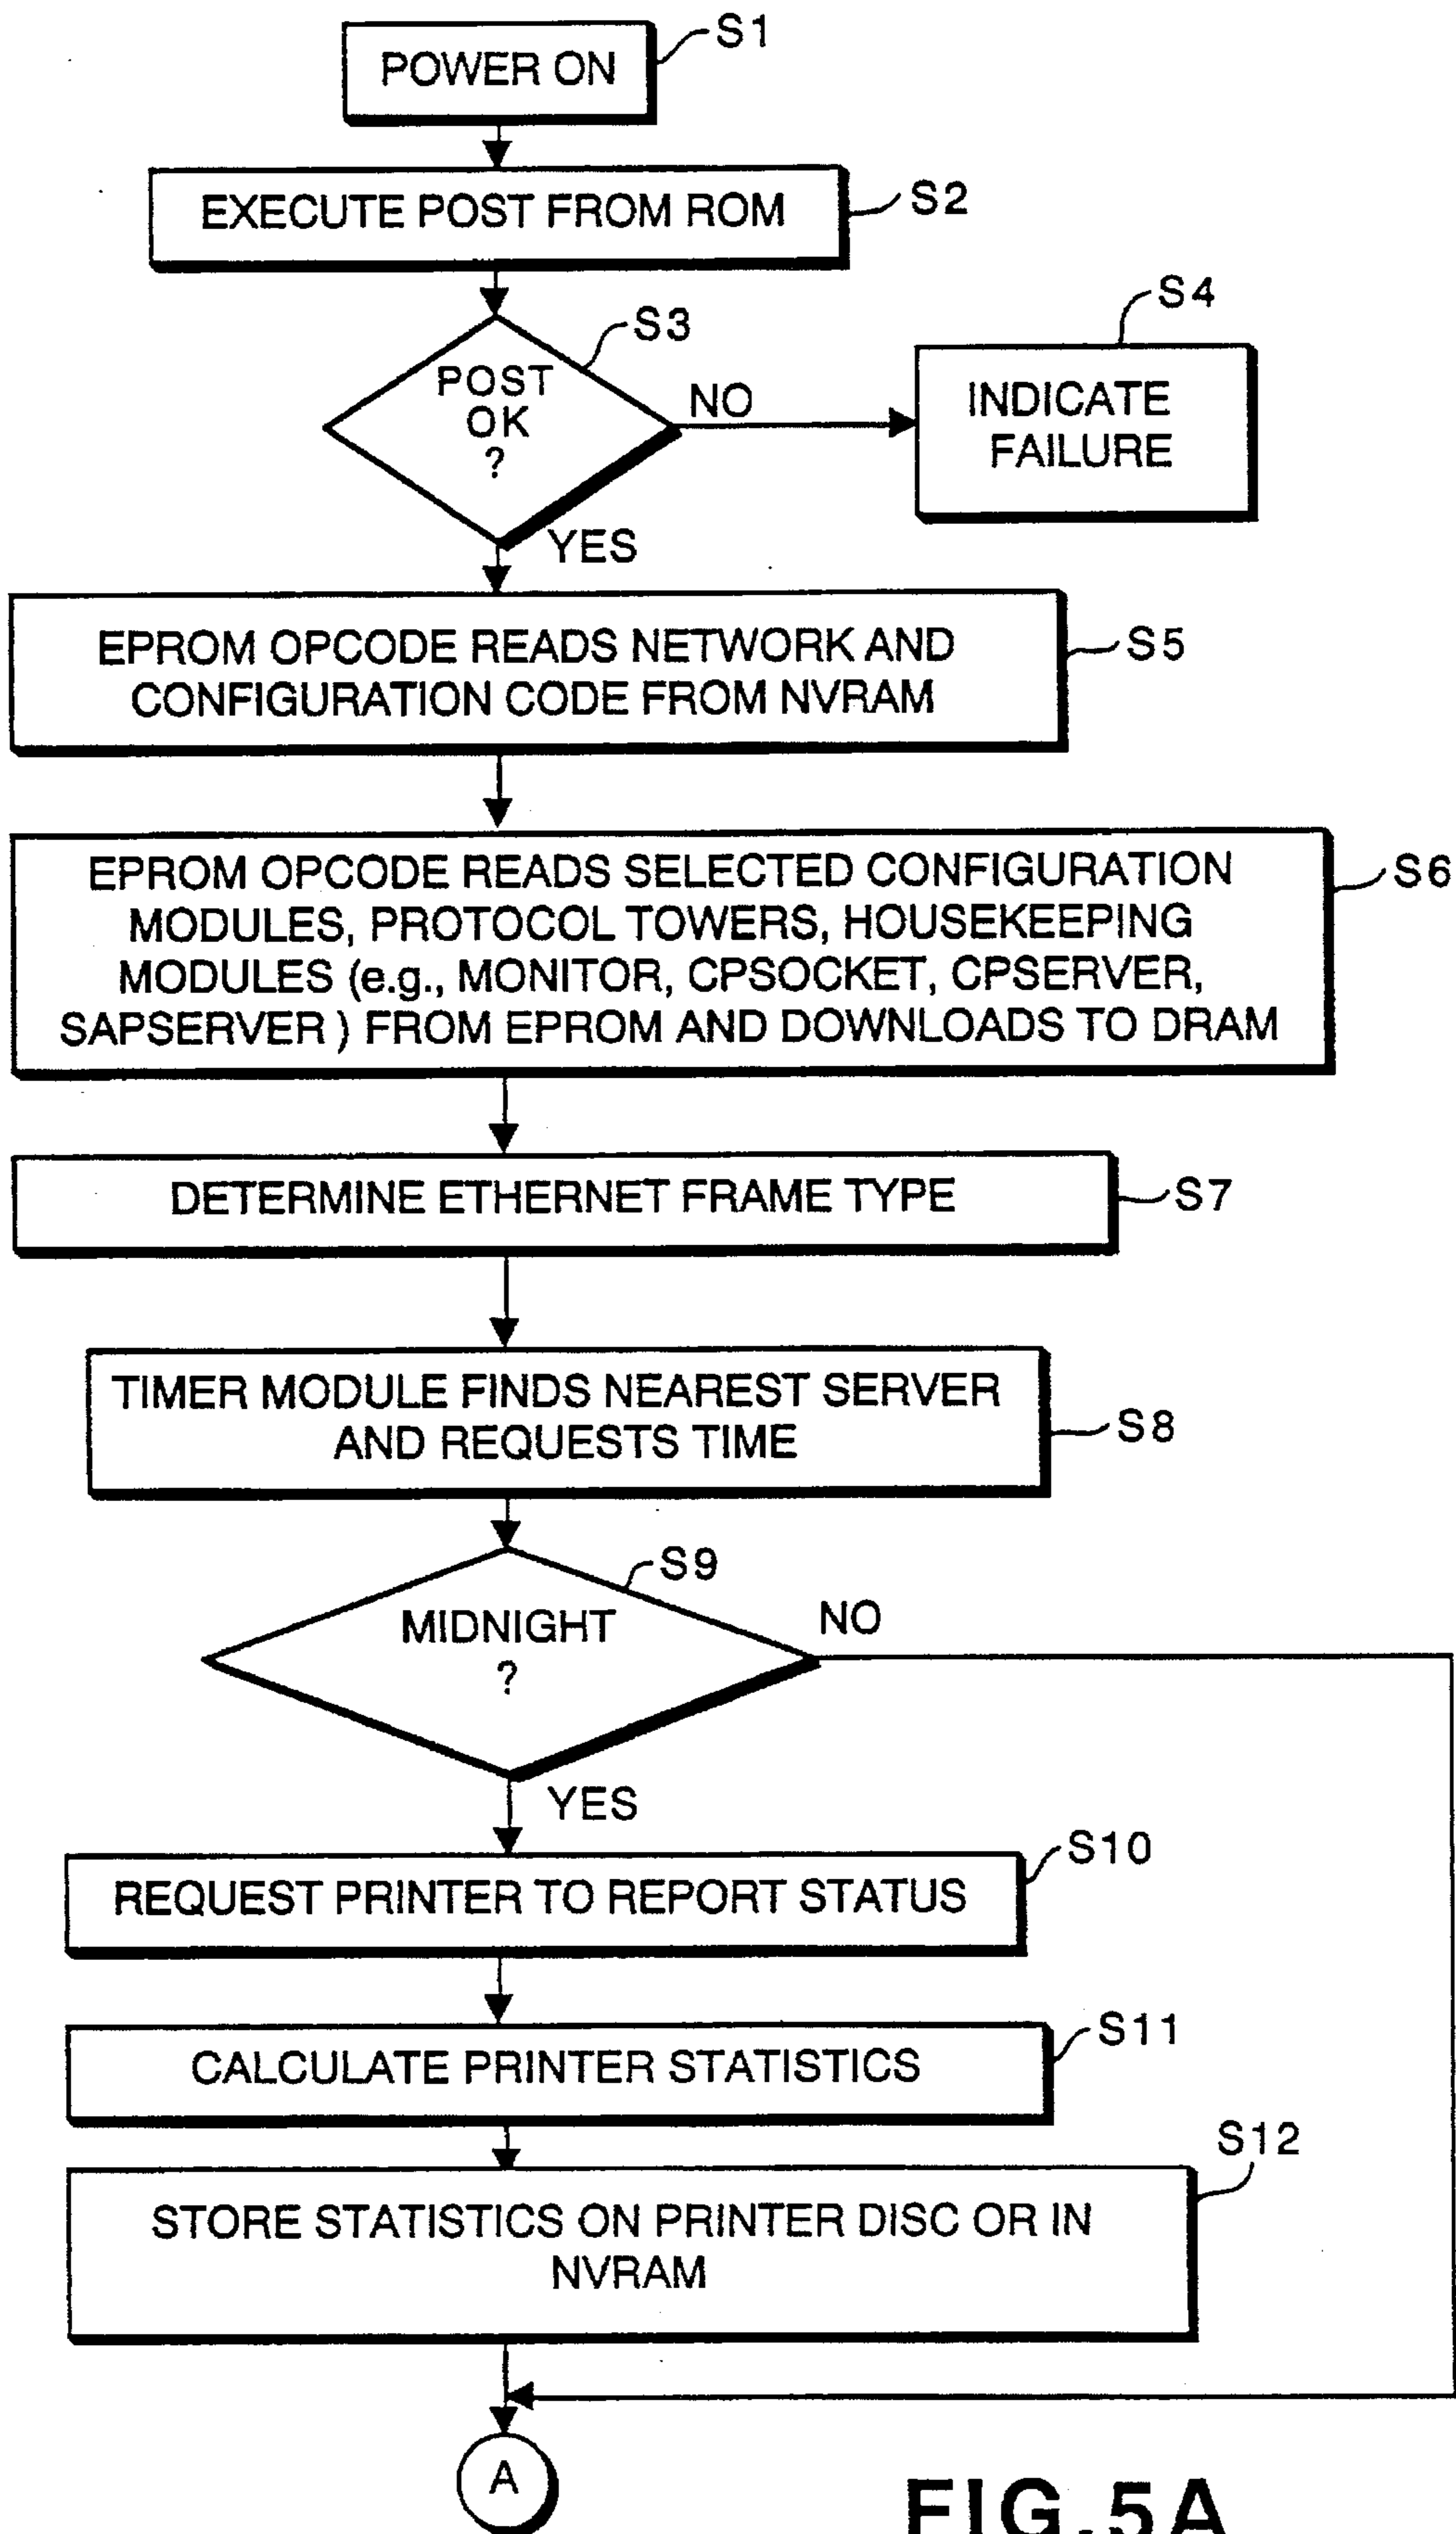 POWER ON
S1
EXECUTE POST FROM ROM
S2
POST
OK
?
S3
NO
S4
INDICATE
FAILURE
YES
EPROM OPCODE READS NETWORK AND
CONFIGURATION CODE FROM NVRAM
S5
EPROM OPCODE READS SELECTED CONFIGURATION
MODULES, PROTOCOL TOWERS, HOUSEKEEPING
MODULES (e.g., MONITOR, CPSOCKET, CPSERVER,
SAPSERVER ) FROM EPROM AND DOWNLOADS TO DRAM
S6
DETERMINE ETHERNET FRAME TYPE
S7
TIMER MODULE FINDS NEAREST SERVER
AND REQUESTS TIME
S8
MIDNIGHT
?
S9
NO
YES
REQUEST PRINTER TO REPORT STATUS
S10
CALCULATE PRINTER STATISTICS
S11
STORE STATISTICS ON PRINTER DISC OR IN
NVRAM
S12
A
FIG.5A